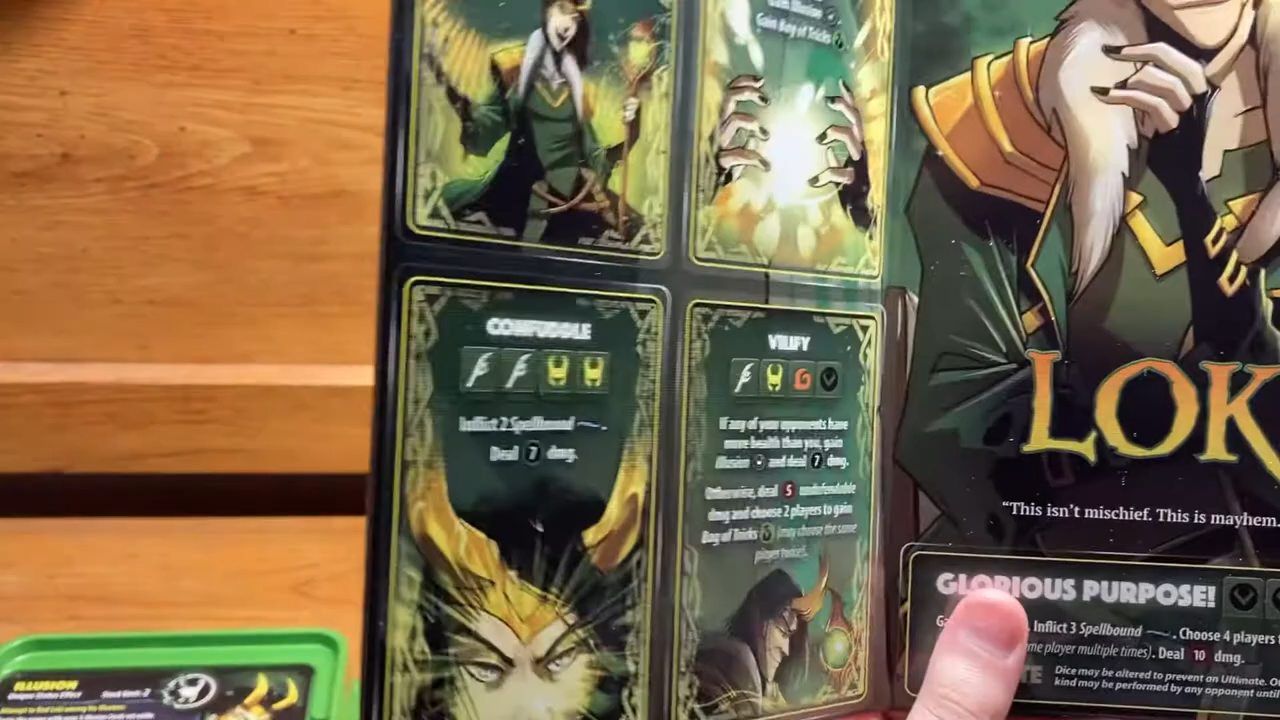 Gain Illusion
Gain Bag of Tricks
CONFUDDLE
Inflict 2 Spellbound .
Deal 7 dmg.
VILIFY
If any of your opponents have
more health than you, gain
Illusion and deal 7 dmg.
Otherwise, deal 5 undefendable
dmg and choose 2 players to gain
Bag of Tricks (may choose the same
player twice).
LOK
"This isn't mischief. This is mayhem.
GLORIOUS PURPOSE!
Inflict 3 Spellbound . Choose 4 players
me player multiple times). Deal 10 dmg.
TE Dice may be altered to prevent an Ultimate.
kind may be performed by any opponent until
ILLUSION